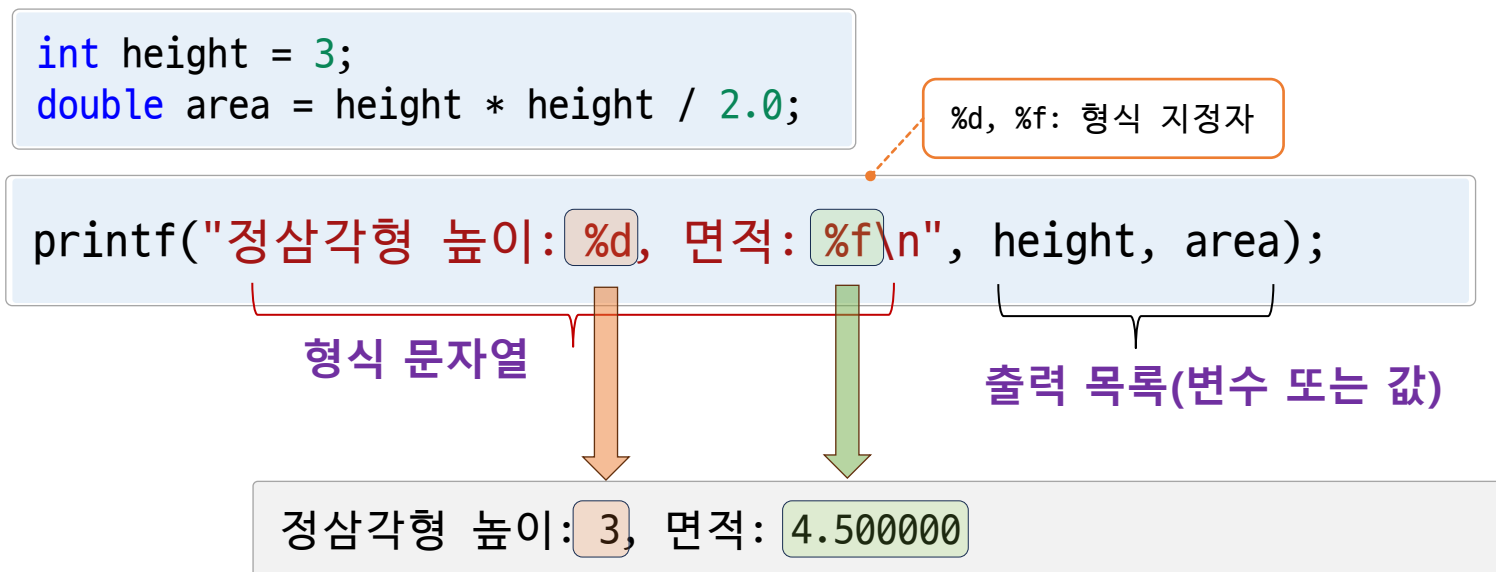 int height = 3;
double area = height * height / 2.0;
%d, %f: 형식 지정자
printf("정삼각형 높이: %d, 면적: %f\n", height, area);
형식 문자열
출력 목록(변수 또는 값)
정삼각형 높이: 3, 면적: 4.500000